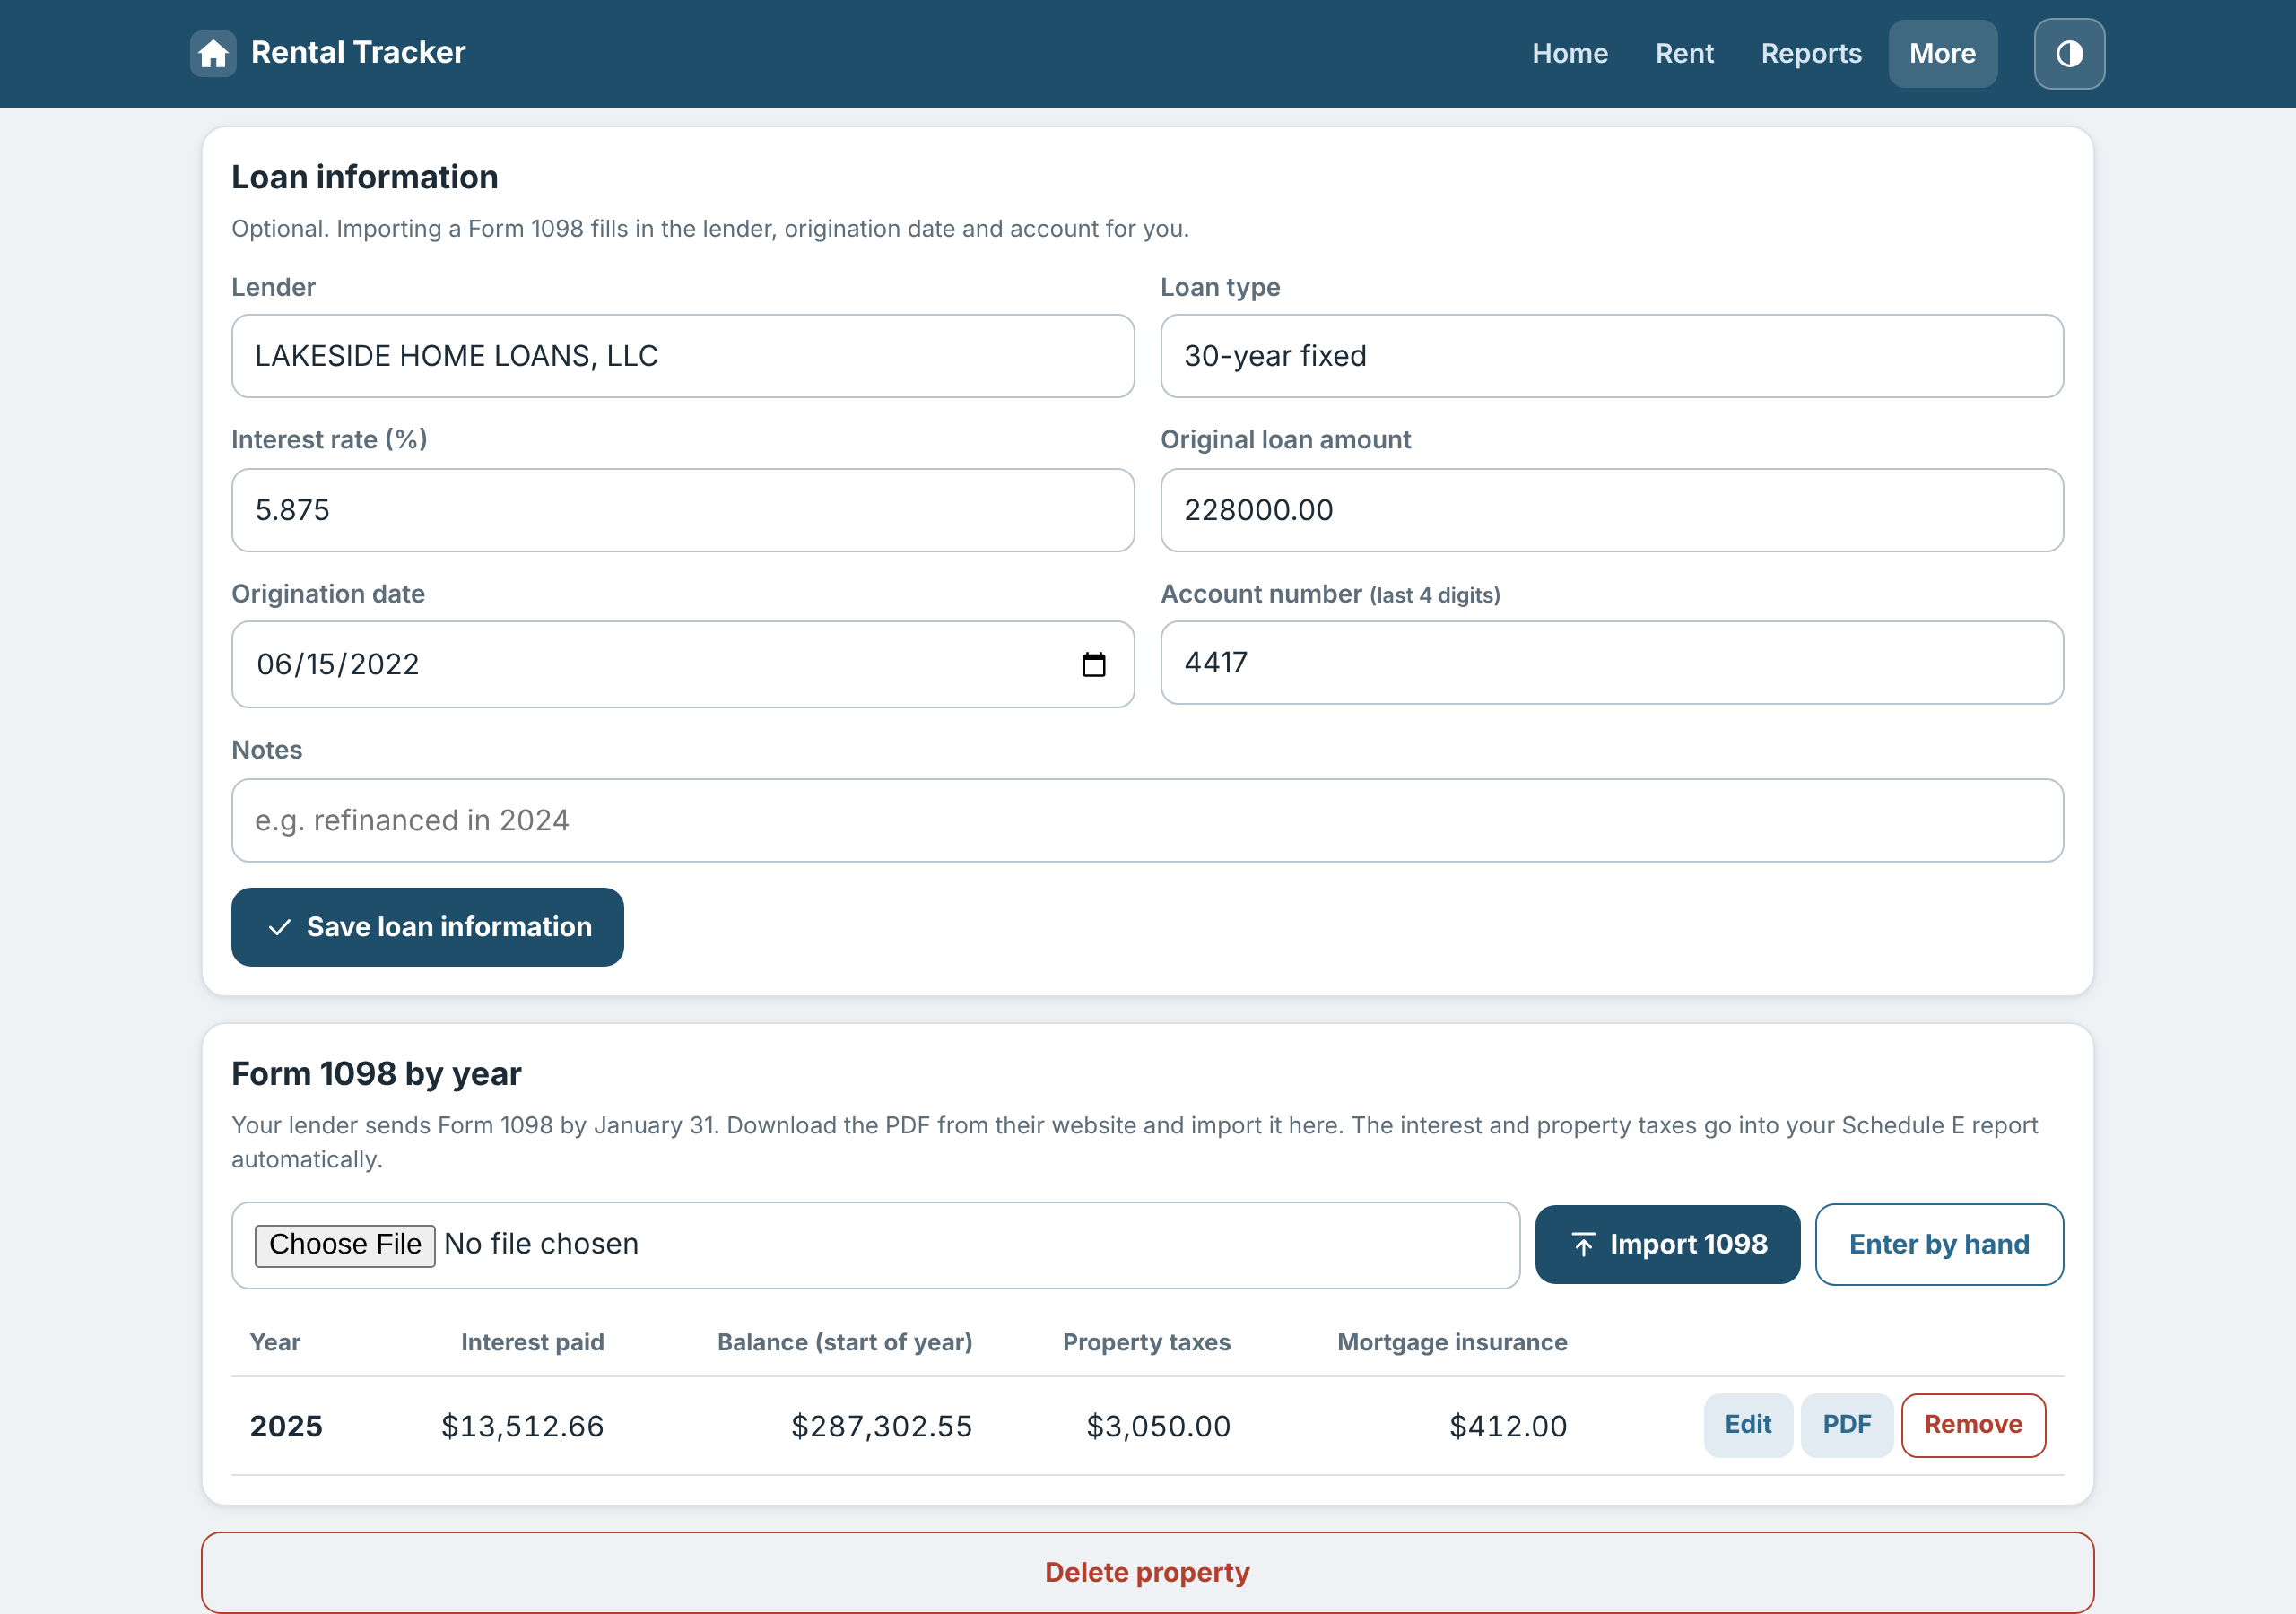 Rental Tracker
Home
Rent
Reports
More
Loan information
Optional. Importing a Form 1098 fills in the lender, origination date and account for you.
Lender
Loan type
LAKESIDE HOME LOANS, LLC
30-year fixed
Interest rate (%)
Original loan amount
5.875
228000.00
Origination date
Account number (last 4 digits)
06/15/2022
4417
Notes
e.g. refinanced in 2024
Save loan information
Form 1098 by year
Your lender sends Form 1098 by January 31. Download the PDF from their website and import it here. The interest and property taxes go into your Schedule E report
automatically.
Choose File No file chosen
Import 1098
Enter by hand
Year Interest paid Balance (start of year) Property taxes Mortgage insurance
2025 $13,512.66 $287,302.55 $3,050.00 $412.00 Edit PDF Remove
Delete property